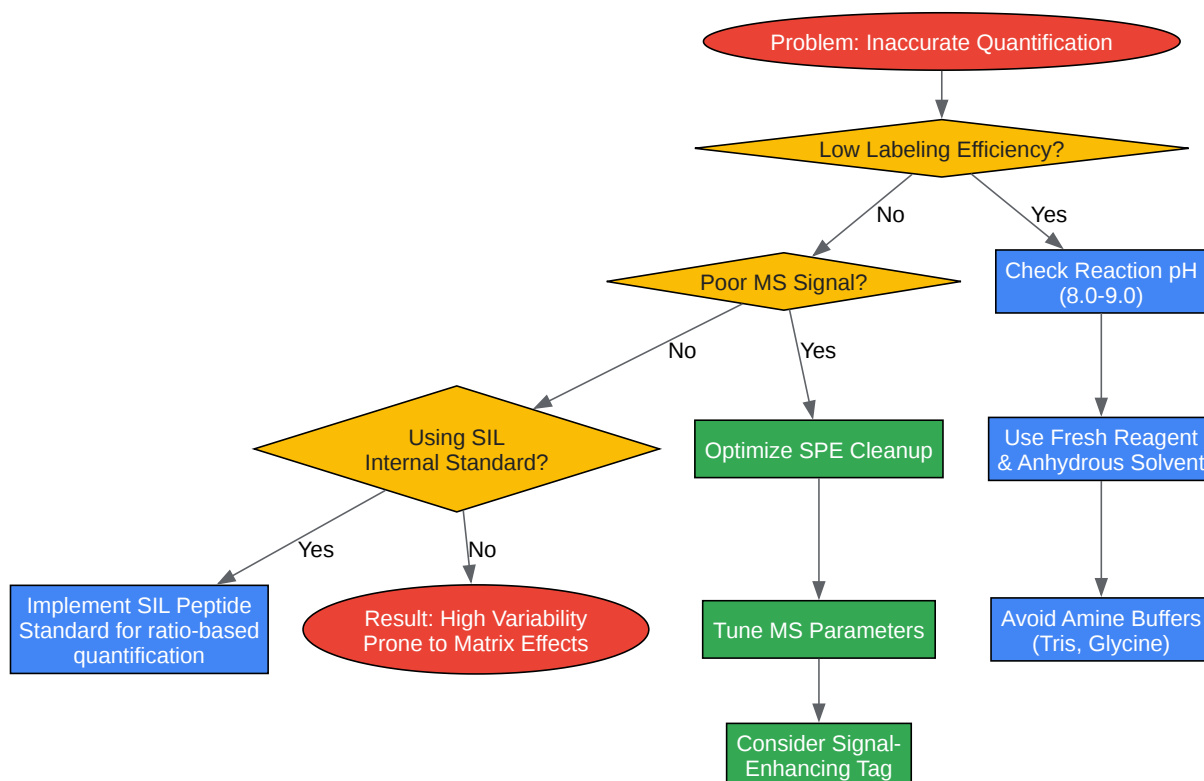 Problem: Inaccurate Quantification
Low Labeling Efficiency?
No
Yes
Poor MS Signal?
Check Reaction pH
(8.0-9.0)
No
Yes
Using SIL
Internal Standard?
Optimize SPE Cleanup
Use Fresh Reagent
& Anhydrous Solvent
Yes
No
Implement SIL Peptide
Standard for ratio-based
quantification
Result: High Variability
Prone to Matrix Effects
Tune MS Parameters
Avoid Amine Buffers
(Tris, Glycine)
Consider Signal-
Enhancing Tag